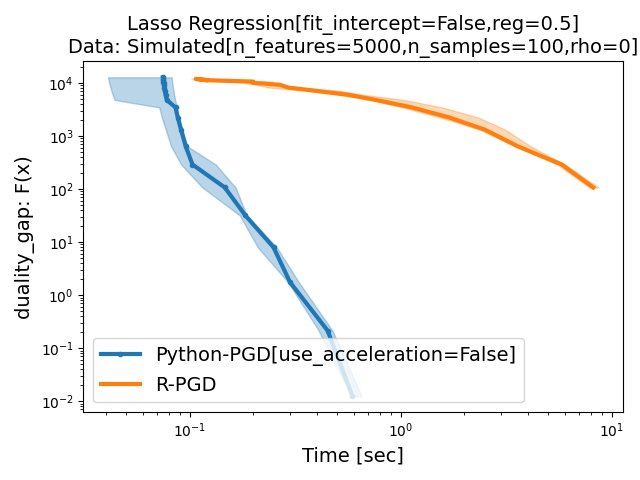 Lasso Regression[fit_intercept=False,reg=0.5]
Data: Simulated[n_features=5000,n_samples=100,rho=0]
duality_gap: F(x)
10⁴
10³
10²
10¹
10⁰
10⁻¹
10⁻²
Python-PGD[use_acceleration=False]
R-PGD
10⁻¹
10⁰
10¹
Time [sec]